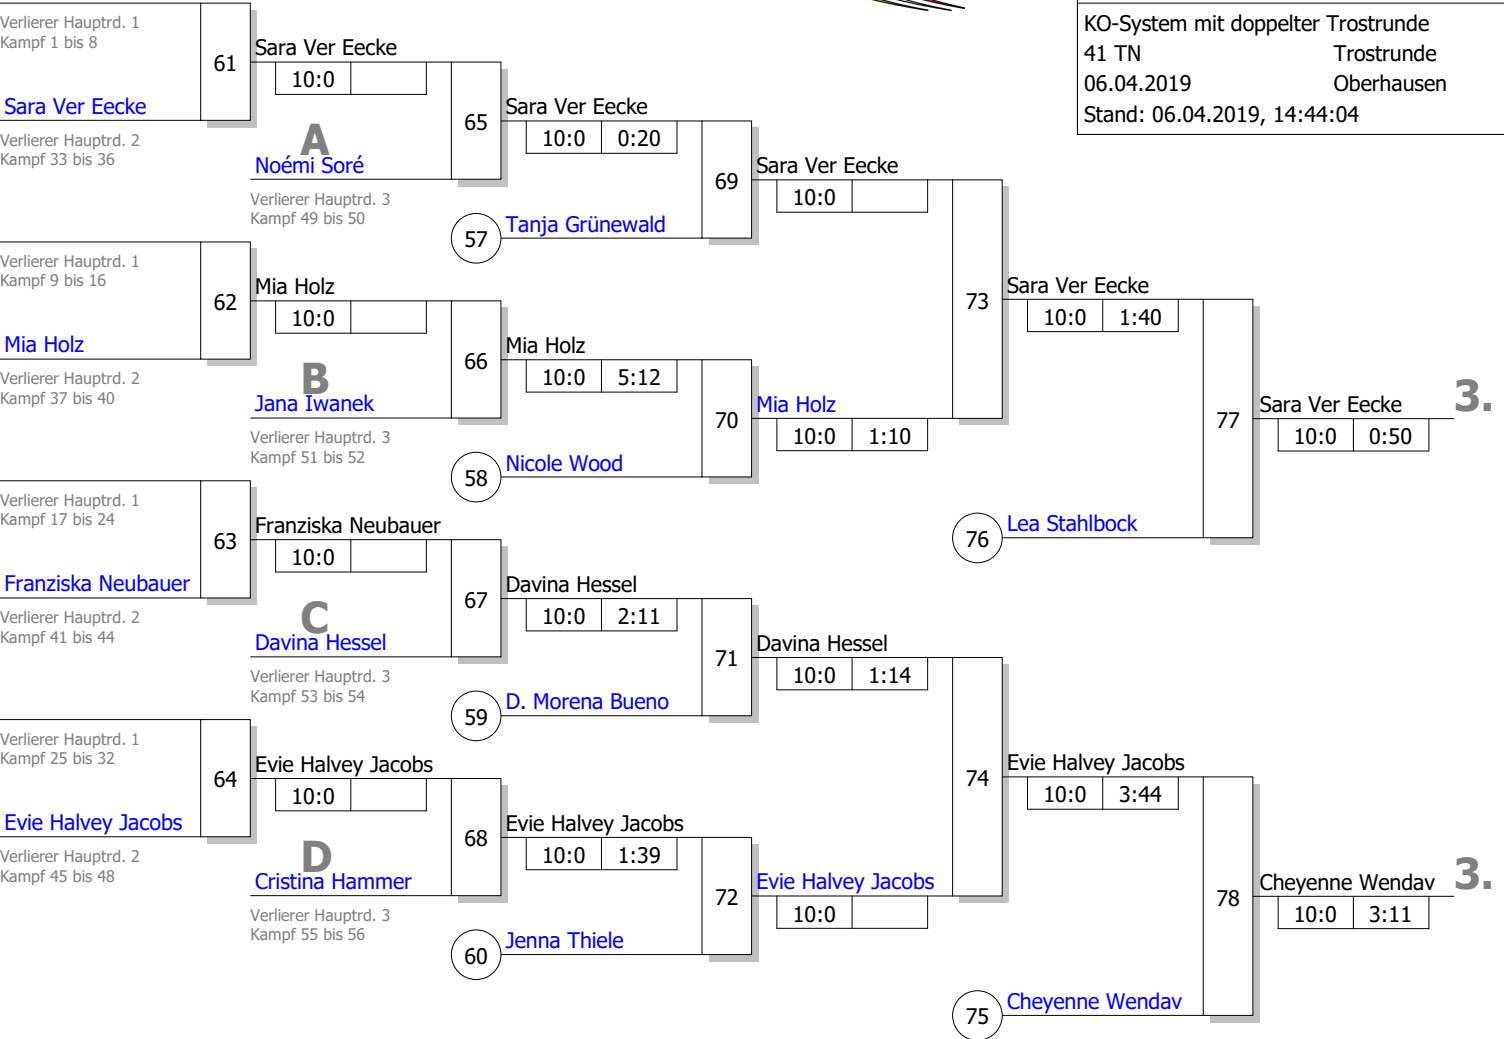 KO-System mit doppelter Trostrunde
41 TN Trostrunde
06.04.2019 Oberhausen
Stand: 06.04.2019, 14:44:04
Verlierer Hauptrd. 1
Kampf 1 bis 8
61
Sara Ver Eecke
10:0
Sara Ver Eecke
Verlierer Hauptrd. 2
Kampf 33 bis 36
A
Noémi Soré
Verlierer Hauptrd. 3
Kampf 49 bis 50
65
Sara Ver Eecke
10:0 0:20
57
Tanja Grünewald
69
Sara Ver Eecke
10:0
Verlierer Hauptrd. 1
Kampf 9 bis 16
62
Mia Holz
10:0
Mia Holz
Verlierer Hauptrd. 2
Kampf 37 bis 40
B
Jana Iwanek
Verlierer Hauptrd. 3
Kampf 51 bis 52
66
Mia Holz
10:0 5:12
58
Nicole Wood
70
Mia Holz
10:0 1:10
73
Sara Ver Eecke
10:0 1:40
76
Lea Stahlbock
77
Sara Ver Eecke
10:0 0:50
3.
Verlierer Hauptrd. 1
Kampf 17 bis 24
63
Franziska Neubauer
10:0
Franziska Neubauer
Verlierer Hauptrd. 2
Kampf 41 bis 44
C
Davina Hessel
Verlierer Hauptrd. 3
Kampf 53 bis 54
67
Davina Hessel
10:0 2:11
59
D. Morena Bueno
71
Davina Hessel
10:0 1:14
Verlierer Hauptrd. 1
Kampf 25 bis 32
64
Evie Halvey Jacobs
10:0
Evie Halvey Jacobs
Verlierer Hauptrd. 2
Kampf 45 bis 48
D
Cristina Hammer
Verlierer Hauptrd. 3
Kampf 55 bis 56
68
Evie Halvey Jacobs
10:0 1:39
60
Jenna Thiele
72
Evie Halvey Jacobs
10:0
74
Evie Halvey Jacobs
10:0 3:44
75
Cheyenne Wendav
78
Cheyenne Wendav
10:0 3:11
3.